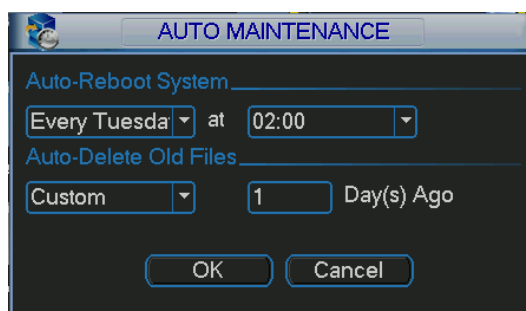 AUTO MAINTENANCE
Auto-Reboot System
Every Tuesda at 02:00
Auto-Delete Old Files
Custom 1 Day(s) Ago
OK Cancel